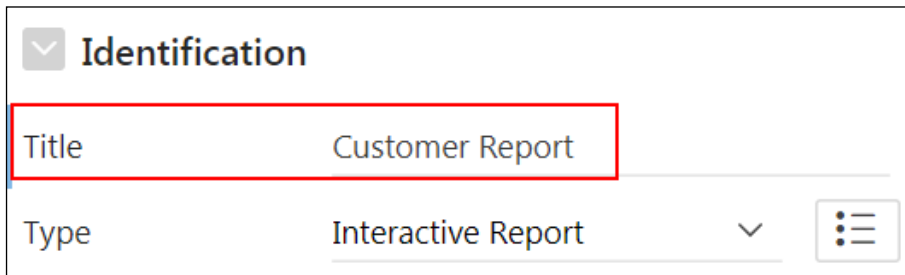 Identification
Title Customer Report
Type Interactive Report